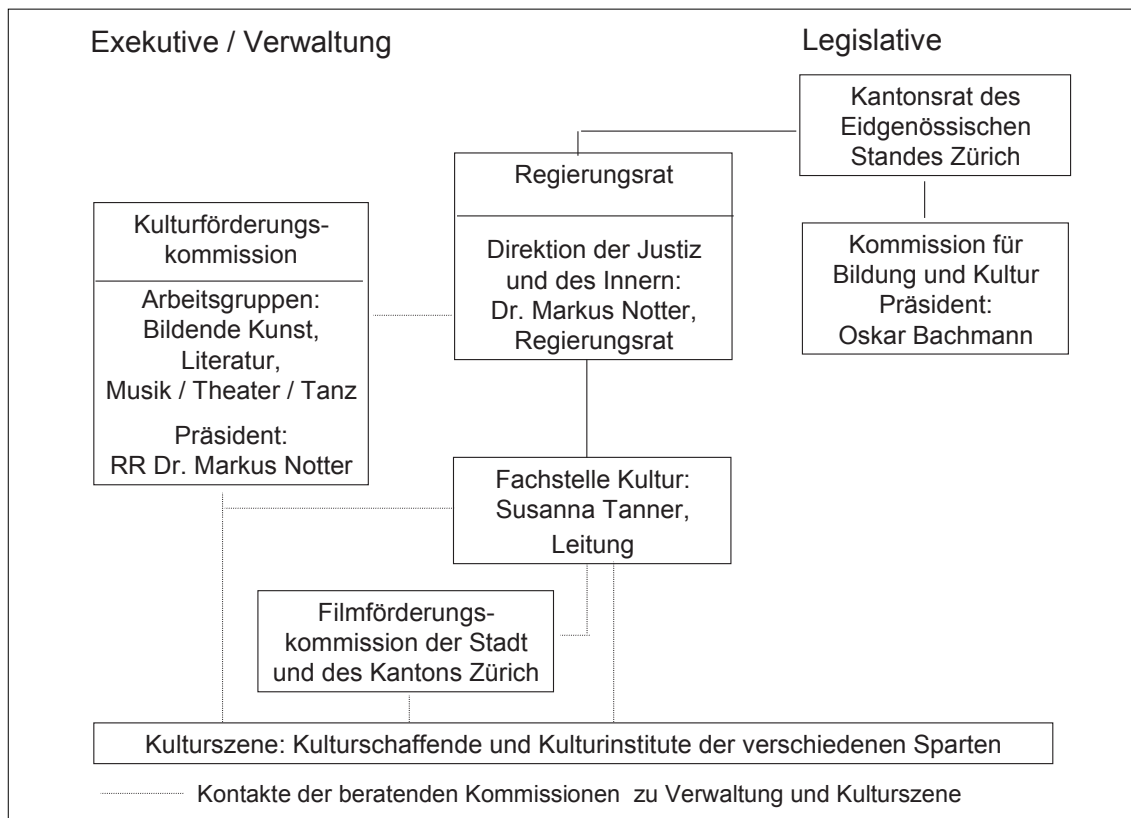 Exekutive / Verwaltung
Legislative
Kantonsrat des
Eidgenössischen
Standes Zürich
Regierungsrat
Direktion der Justiz
und des Innern:
Dr. Markus Notter,
Regierungsrat
Kulturförderungs-
kommission
Arbeitsgruppen:
Bildende Kunst,
Literatur,
Musik / Theater / Tanz
Präsident:
RR Dr. Markus Notter
Kommission für
Bildung und Kultur
Präsident:
Oskar Bachmann
Fachstelle Kultur:
Susanna Tanner,
Leitung
Filmförderungs-
kommission der Stadt
und des Kantons Zürich
Kulturszene: Kulturschaffende und Kulturinstitute der verschiedenen Sparten
Kontakte der beratenden Kommissionen zu Verwaltung und Kulturszene